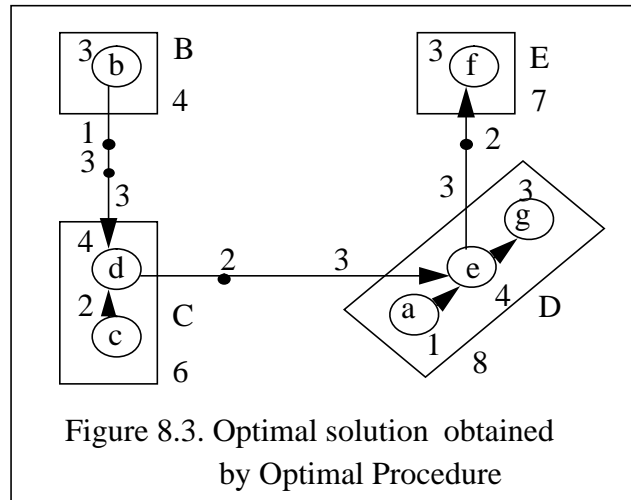 3 b B 3 f E
4 7
1 2
3
3 3 3
4 g
d 2 3 e
2 C a 4 D
c 1
6 8
Figure 8.3. Optimal solution obtained
by Optimal Procedure